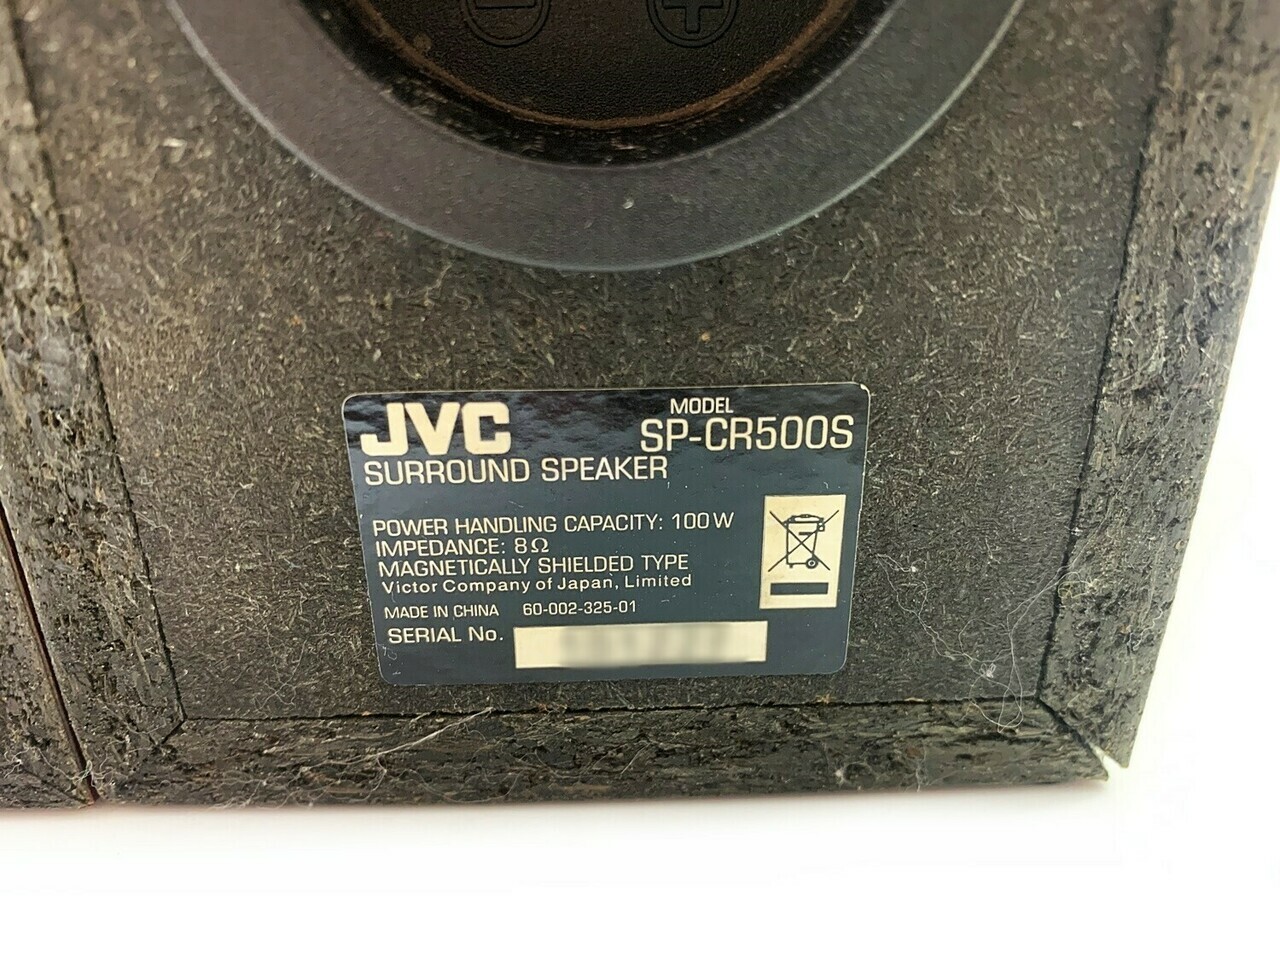 − +
JVC
MODEL
SP-CR500S
SURROUND SPEAKER
POWER HANDLING CAPACITY: 100W
IMPEDANCE: 8Ω
MAGNETICALLY SHIELDED TYPE
Victor Company of Japan, Limited
MADE IN CHINA 60-002-325-01
SERIAL No.